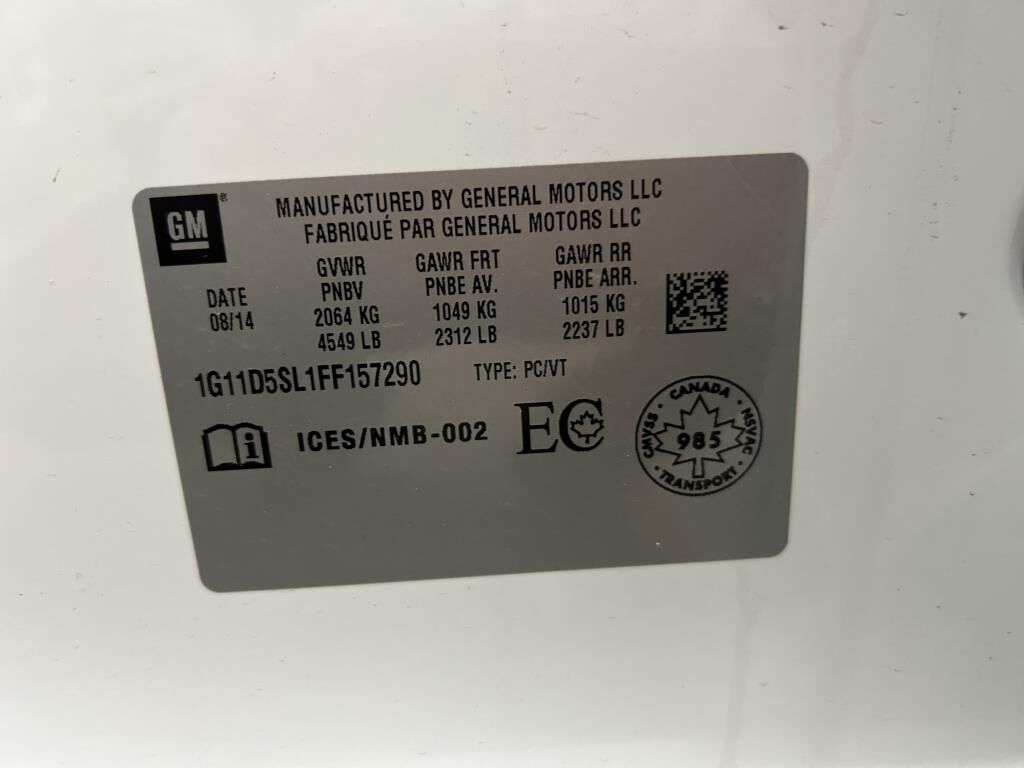 GM ®
MANUFACTURED BY GENERAL MOTORS LLC
FABRIQUÉ PAR GENERAL MOTORS LLC
DATE
08/14
GVWR
PNBV
2064 KG
4549 LB
GAWR FRT
PNBE AV.
1049 KG
2312 LB
GAWR RR
PNBE ARR.
1015 KG
2237 LB
1G11D5SL1FF157290 TYPE: PC/VT
i ICES/NMB-002 EC
CANADA
CMVSS 985 NSVAC
TRANSPORT